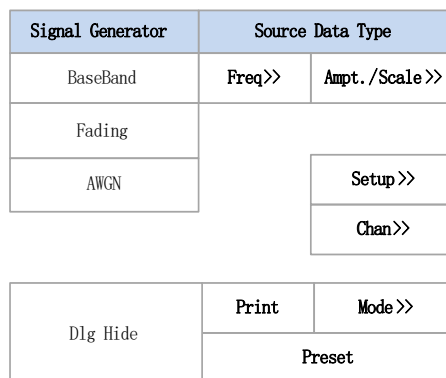 Signal Generator Source Data Type
BaseBand Freq>> Ampt./Scale>>
Fading
AWGN Setup>>
Chan>>
Dlg Hide Print Mode>>
Preset